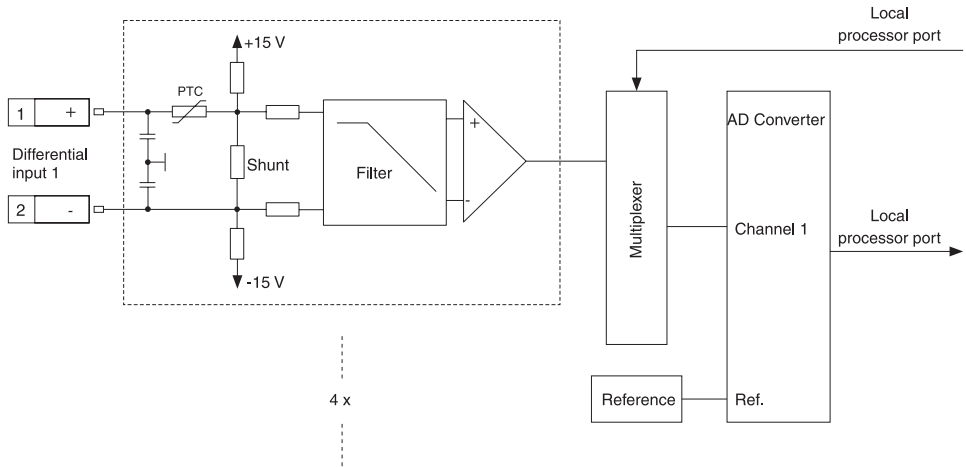 Local
processor port
+15 V
PTC
1 +
Differential
input 1
Shunt
Filter
+
-
2 -
-15 V
Multiplexer
AD Converter
Channel 1
Local
processor port
4 x
Reference
Ref.